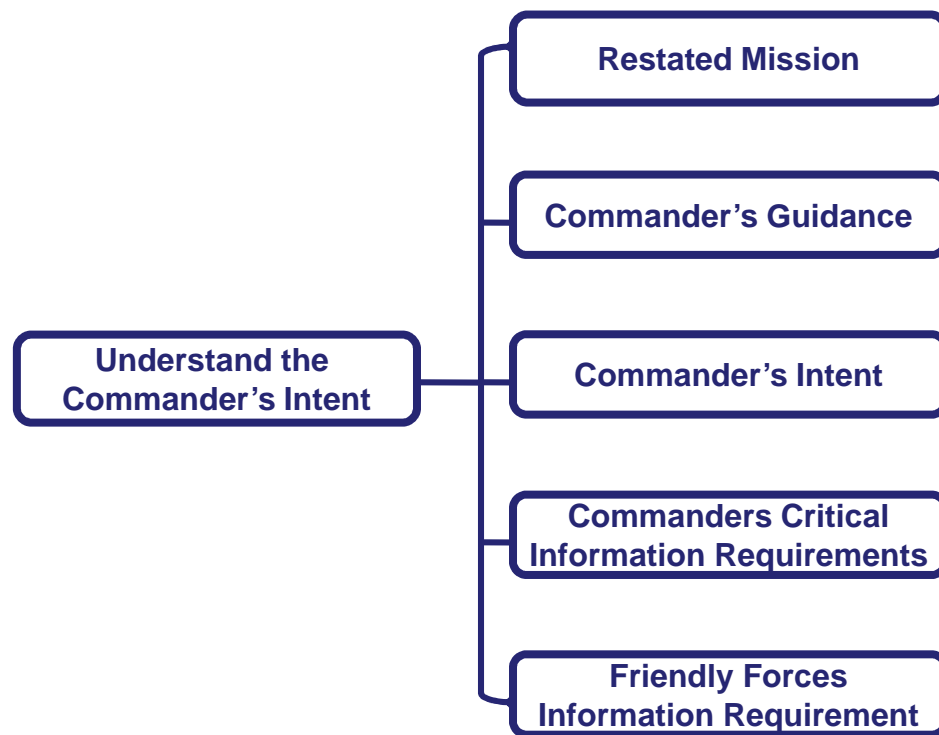 Restated Mission
Commander’s Guidance
Understand the
Commander’s Intent
Commander’s Intent
Commanders Critical
Information Requirements
Friendly Forces
Information Requirement